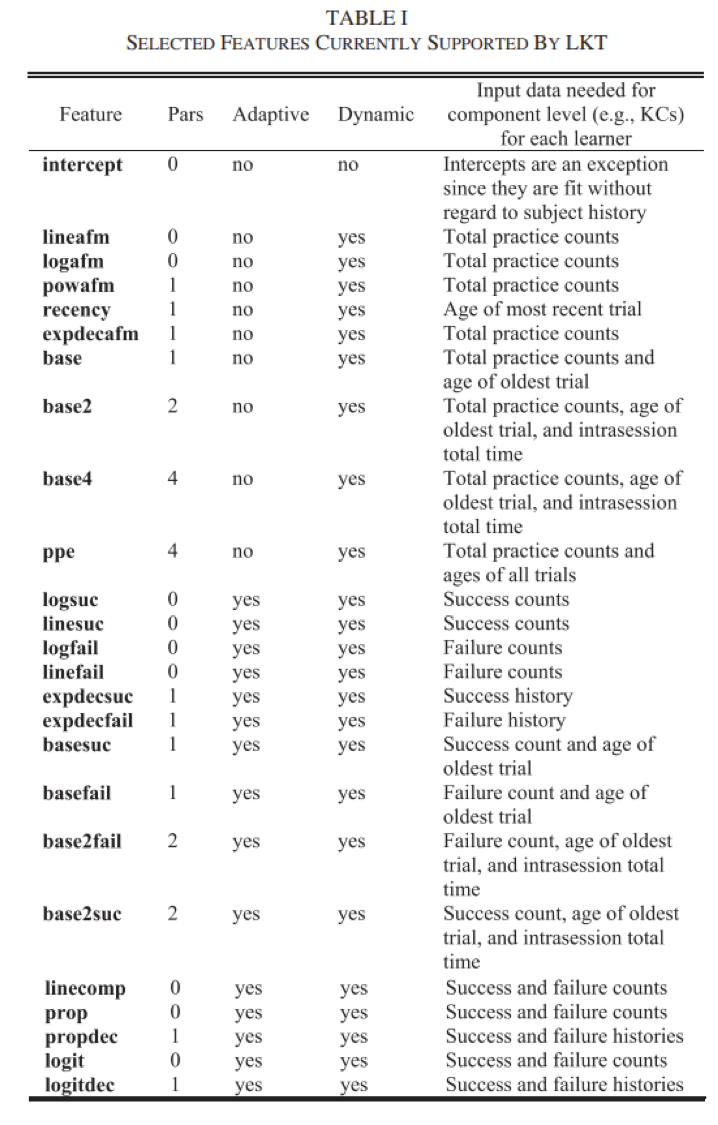 TABLE I
SELECTED FEATURES CURRENTLY SUPPORTED BY LKT
Feature Pars Adaptive Dynamic Input data needed for component level (e.g., KCs) for each learner
intercept 0 no no Intercepts are an exception
since they are fit without
regard to subject history
lineafm 0 no yes Total practice counts
logafm 0 no yes Total practice counts
powafm 1 no yes Total practice counts
recency 1 no yes Age of most recent trial
expdecafm 1 no yes Total practice counts
base 1 no yes Total practice counts and
age of oldest trial
base2 2 no yes Total practice counts, age of
oldest trial, and intrasession
total time
base4 4 no yes Total practice counts, age of
oldest trial, and intrasession
total time
ppe 4 no yes Total practice counts and
ages of all trials
logsuc 0 yes yes Success counts
linesuc 0 yes yes Success counts
logfail 0 yes yes Failure counts
linefail 0 yes yes Failure counts
expdecsuc 1 yes yes Success history
expdecfail 1 yes yes Failure history
basesuc 1 yes yes Success count and age of
oldest trial
basefail 1 yes yes Failure count and age of
oldest trial
base2fail 2 yes yes Failure count, age of oldest
trial, and intrasession total
time
base2suc 2 yes yes Success count, age of oldest
trial, and intrasession total
time
linecomp 0 yes yes Success and failure counts
prop 0 yes yes Success and failure counts
propdec 1 yes yes Success and failure histories
logit 0 yes yes Success and failure counts
logitdec 1 yes yes Success and failure histories